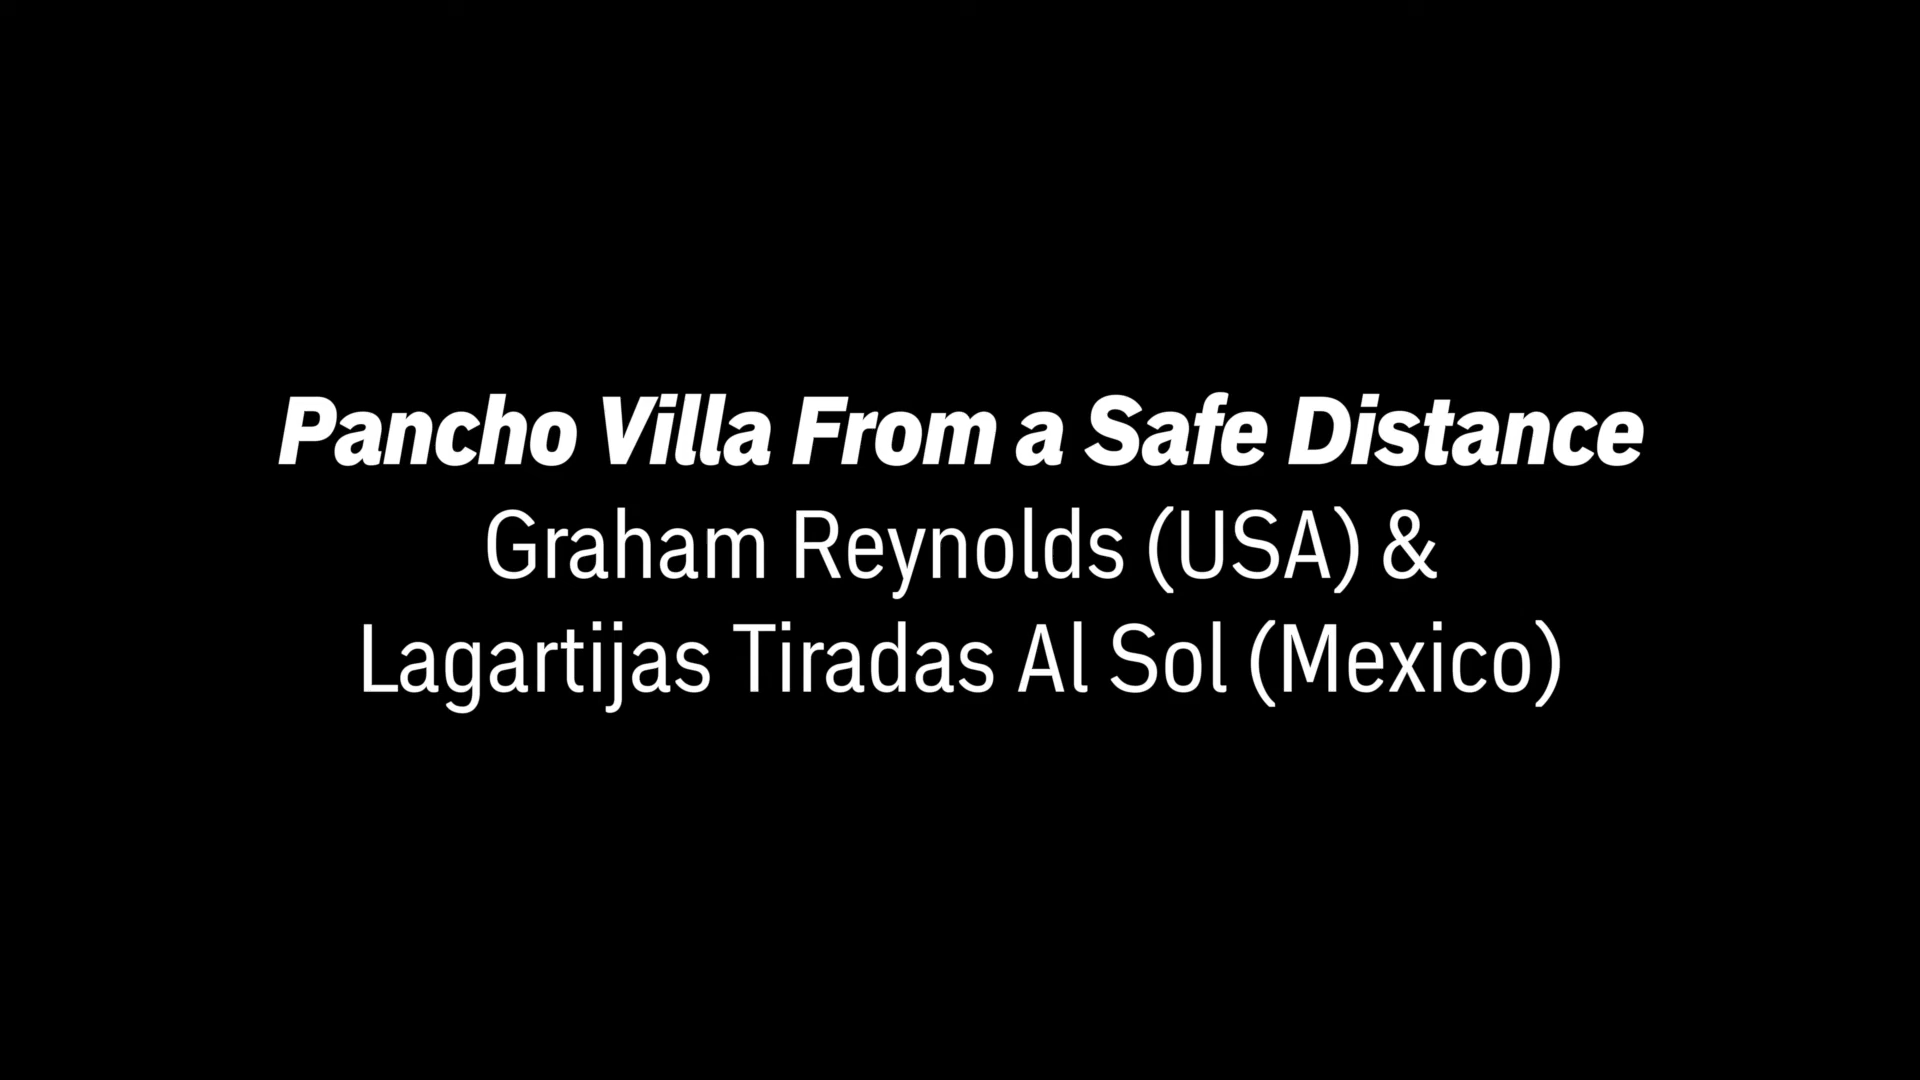 Pancho Villa From a Safe Distance
Graham Reynolds (USA) &
Lagartijas Tiradas Al Sol (Mexico)